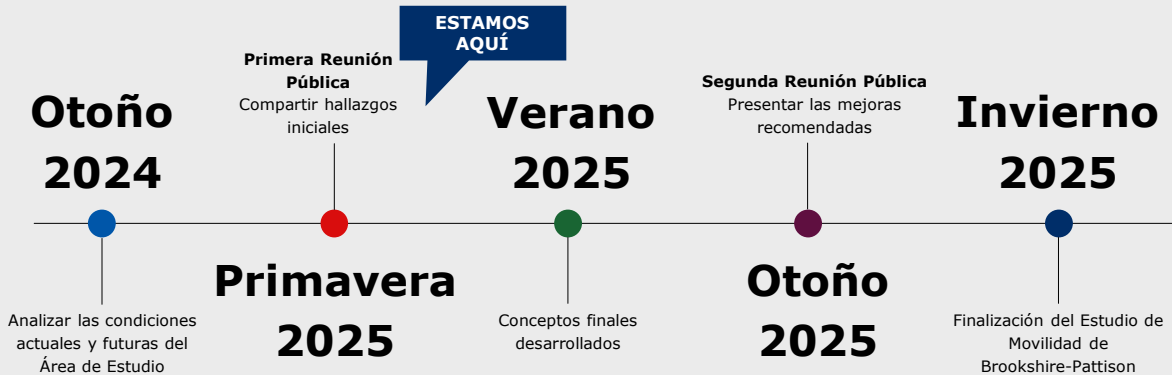 ESTAMOS
AQUÍ
Otoño
2024
Analizar las condiciones
actuales y futuras del
Área de Estudio
Primera Reunión
Pública
Compartir hallazgos
iniciales
Primavera
2025
Verano
2025
Conceptos finales
desarrollados
Segunda Reunión Pública
Presentar las mejoras
recomendadas
Otoño
2025
Invierno
2025
Finalización del Estudio de
Movilidad de
Brookshire-Pattison